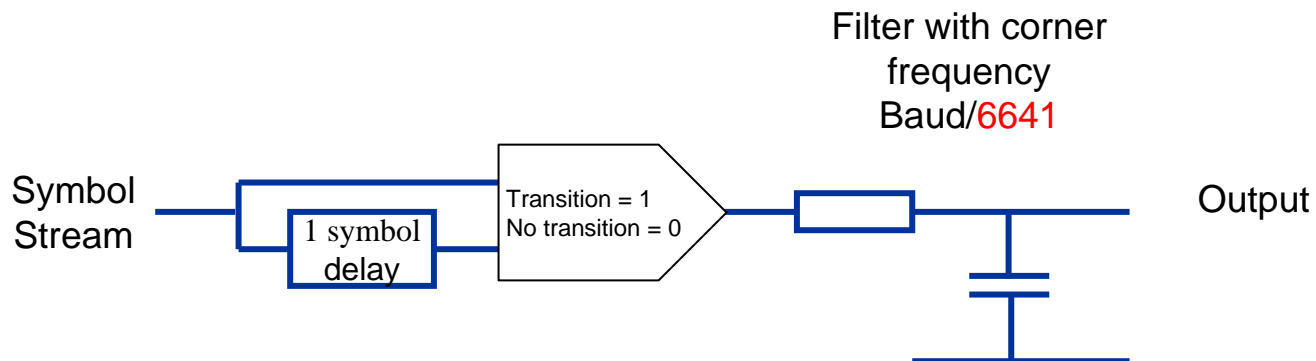 Filter with corner
frequency
Baud/6641
Symbol
Stream
1 symbol
delay
Transition = 1
No transition = 0
Output